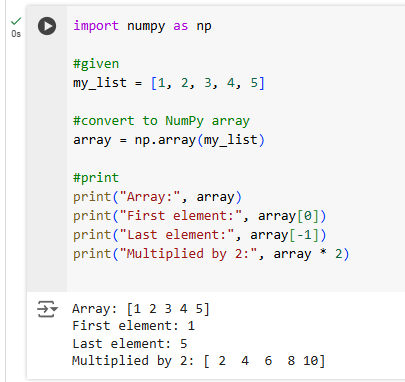 0s
import numpy as np
#given
my_list = [1, 2, 3, 4, 5]
#convert to NumPy array
array = np.array(my_list)
#print
print("Array:", array)
print("First element:", array[0])
print("Last element:", array[-1])
print("Multiplied by 2:", array * 2)
Array: [1 2 3 4 5]
First element: 1
Last element: 5
Multiplied by 2: [ 2  4  6  8 10]